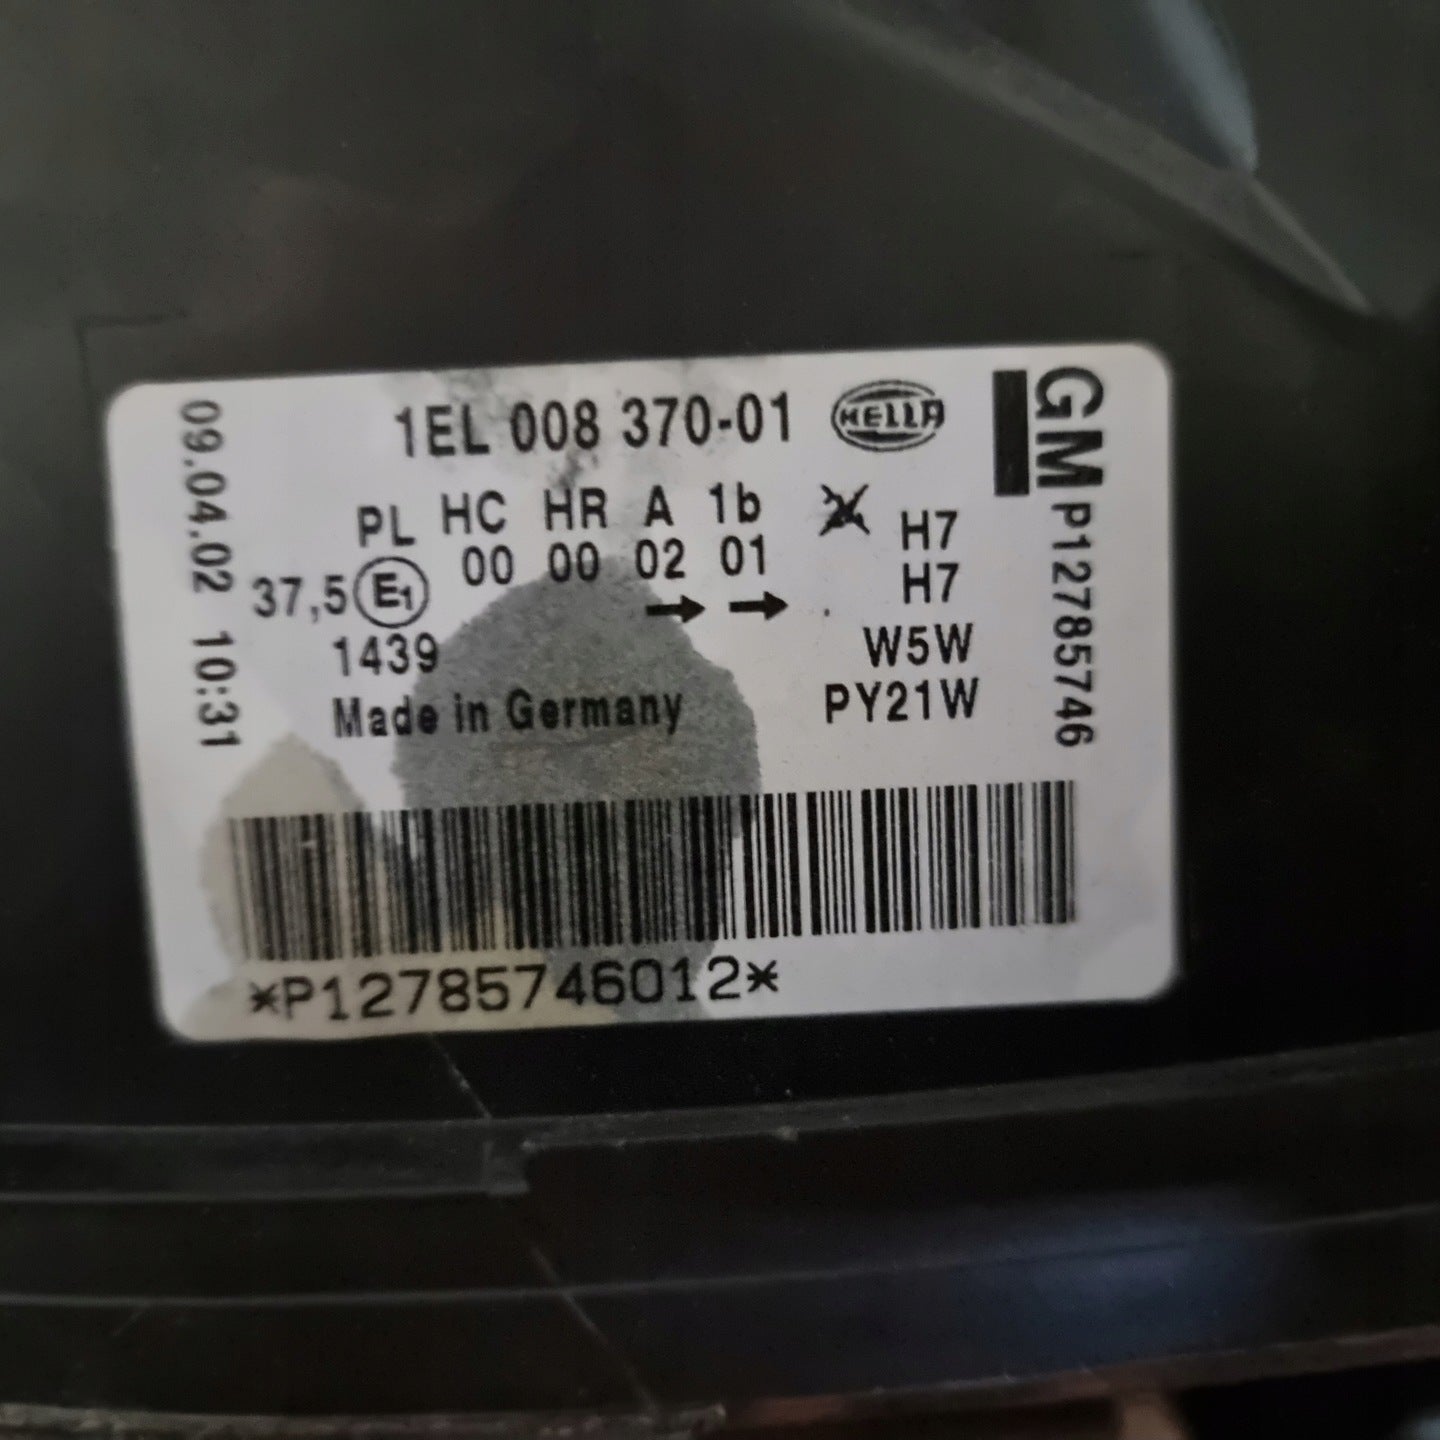 1EL 008 370-01
HELLA
GM
P12785746
09.04.02 10:31
PL HC HR A 1b
37,5 E1 00 00 02 01
1439
H7
H7
W5W
PY21W
Made in Germany
*P12785746012*